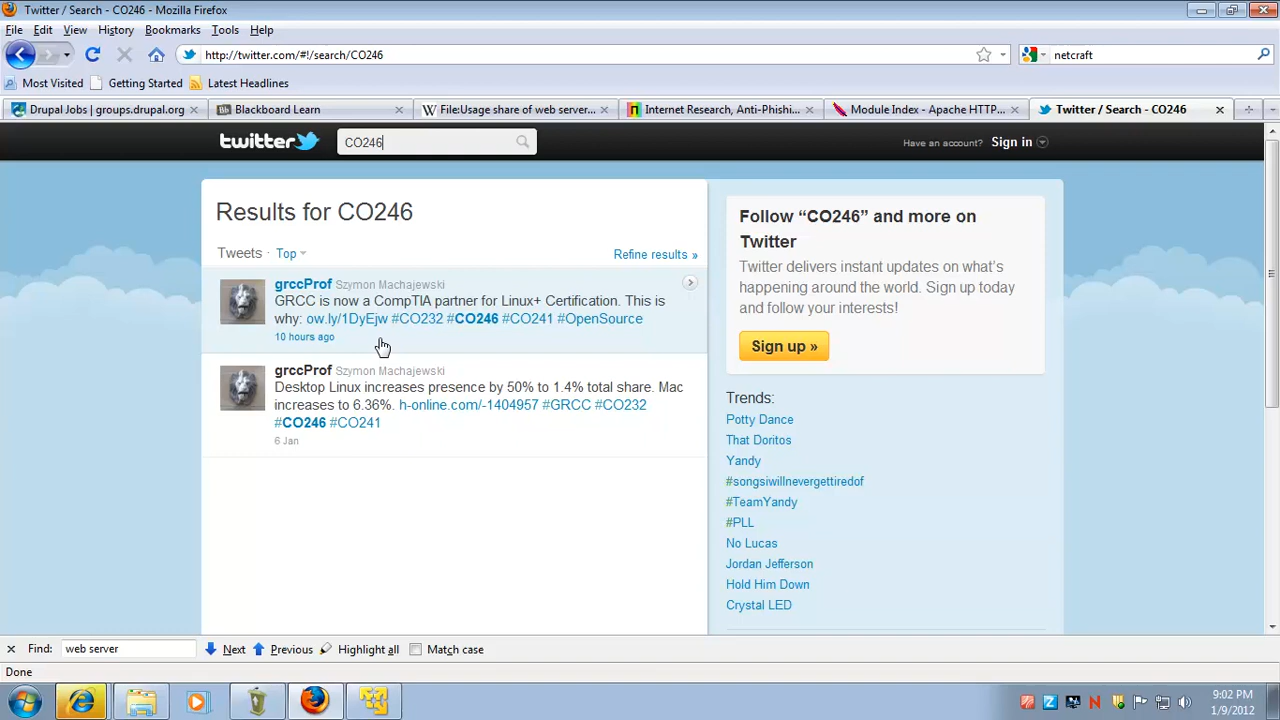 Twitter / Search - CO246 - Mozilla Firefox
File Edit View History Bookmarks Tools Help
http://twitter.com/#!/search/CO246
netcraft
Most Visited Getting Started Latest Headlines
Drupal Jobs | groups.drupal.org
Blackboard Learn
File:Usage share of web server...
Internet Research, Anti-Phishi...
Module Index - Apache HTTP...
Twitter / Search - CO246
twitter
CO246
Have an account? Sign in
Results for CO246
Tweets · Top
Refine results »
grccProf Szymon Machajewski
GRCC is now a CompTIA partner for Linux+ Certification. This is
why: ow.ly/1DyEjw #CO232 #CO246 #CO241 #OpenSource
10 hours ago
grccProf Szymon Machajewski
Desktop Linux increases presence by 50% to 1.4% total share. Mac
increases to 6.36%. h-online.com/-1404957 #GRCC #CO232
#CO246 #CO241
6 Jan
Follow “CO246” and more on
Twitter
Twitter delivers instant updates on what's
happening around the world. Sign up today
and follow your interests!
Sign up »
Trends:
Potty Dance
That Doritos
Yandy
#songsiwillnevergettiredof
#TeamYandy
#PLL
No Lucas
Jordan Jefferson
Hold Him Down
Crystal LED
Find: web server Next Previous Highlight all Match case
Done
9:02 PM
1/9/2012